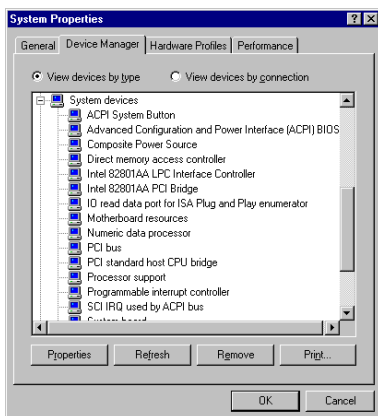 System Properties
General Device Manager Hardware Profiles Performance
View devices by type View devices by connection
System devices
ACPI System Button
Advanced Configuration and Power Interface (ACPI) BIOS
Composite Power Source
Direct memory access controller
Intel 82801AA LPC Interface Controller
Intel 82801AA PCI Bridge
IO read data port for ISA Plug and Play enumerator
Motherboard resources
Numeric data processor
PCI bus
PCI standard host CPU bridge
Processor support
Programmable interrupt controller
SCI IRQ used by ACPI bus
System board
Properties Refresh Remove Print...
OK Cancel